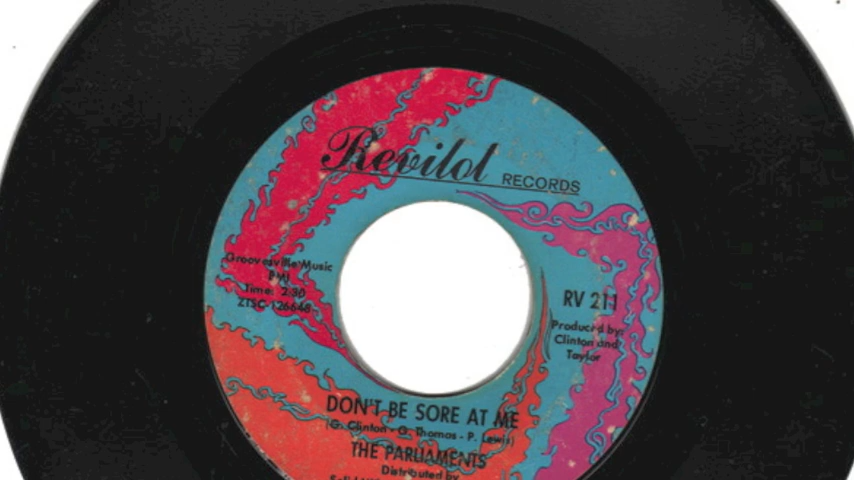 Revilot
RECORDS
Groovesville Music
BMI
Time: 2:30
ZTSC-126648
RV 211
Produced by:
Clinton and
Taylor
DON'T BE SORE AT ME
(G. Clinton - G. Thomas - P. Lewis)
THE PARLIAMENTS
Distributed by